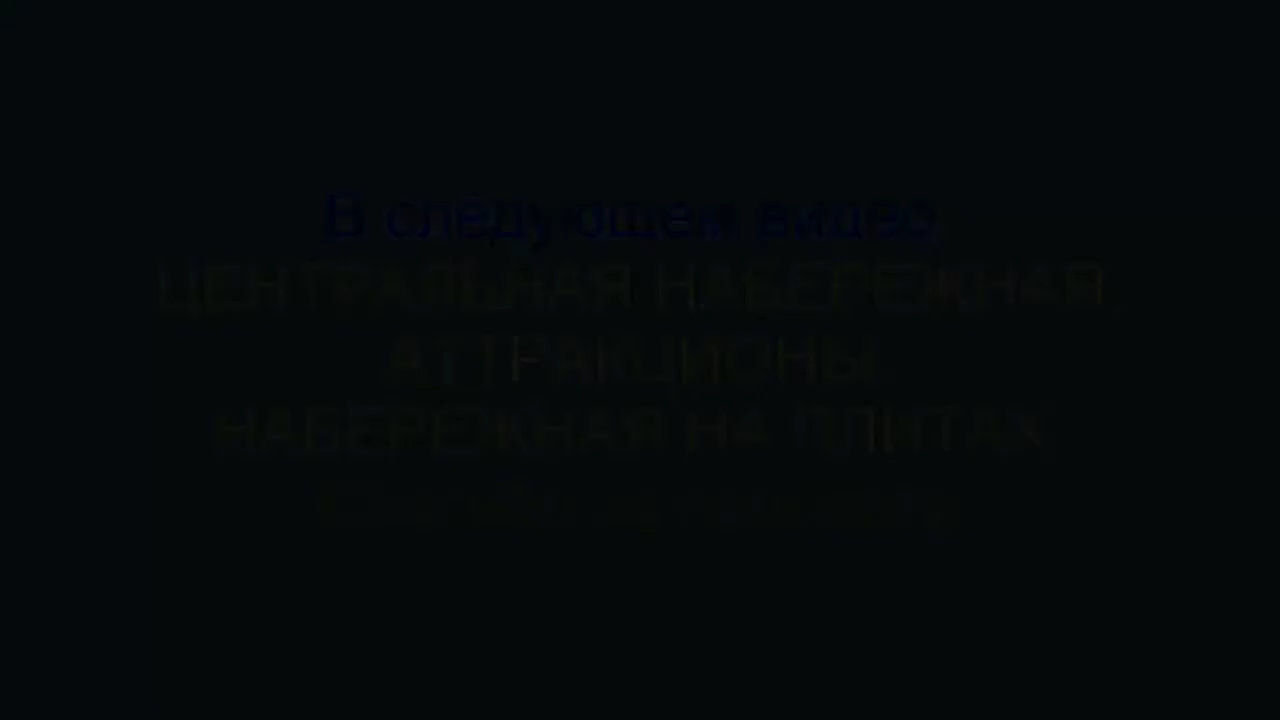 В следующем видео
ЦЕНТРАЛЬНАЯ НАБЕРЕЖНАЯ
АТТРАКЦИОНЫ
НАБЕРЕЖНАЯ НА ПЛИТАХ